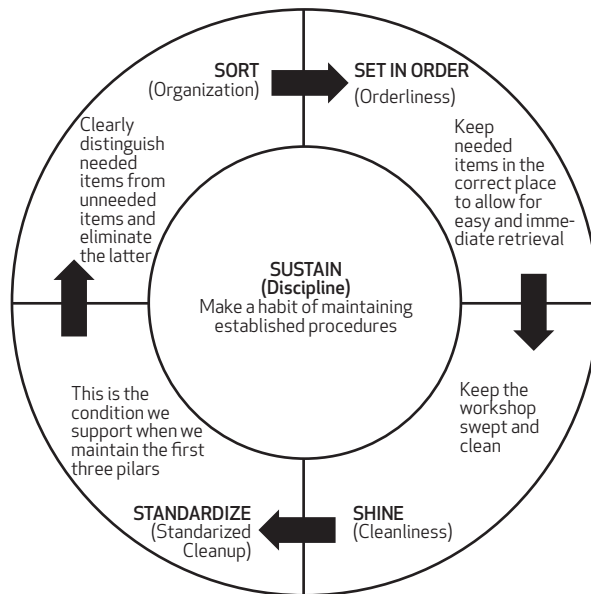 SORT
(Organization)
Clearly
distinguish
needed
items from
unneeded
items and
eliminate
the latter
SET IN ORDER
(Orderliness)
Keep
needed
items in the
correct place
to allow for
easy and imme-
diate retrieval
SUSTAIN
(Discipline)
Make a habit of maintaining
established procedures
Keep the
workshop
swept and
clean
SHINE
(Cleanliness)
This is the
condition we
support when we
maintain the first
three pilars
STANDARDIZE
(Standarized
Cleanup)